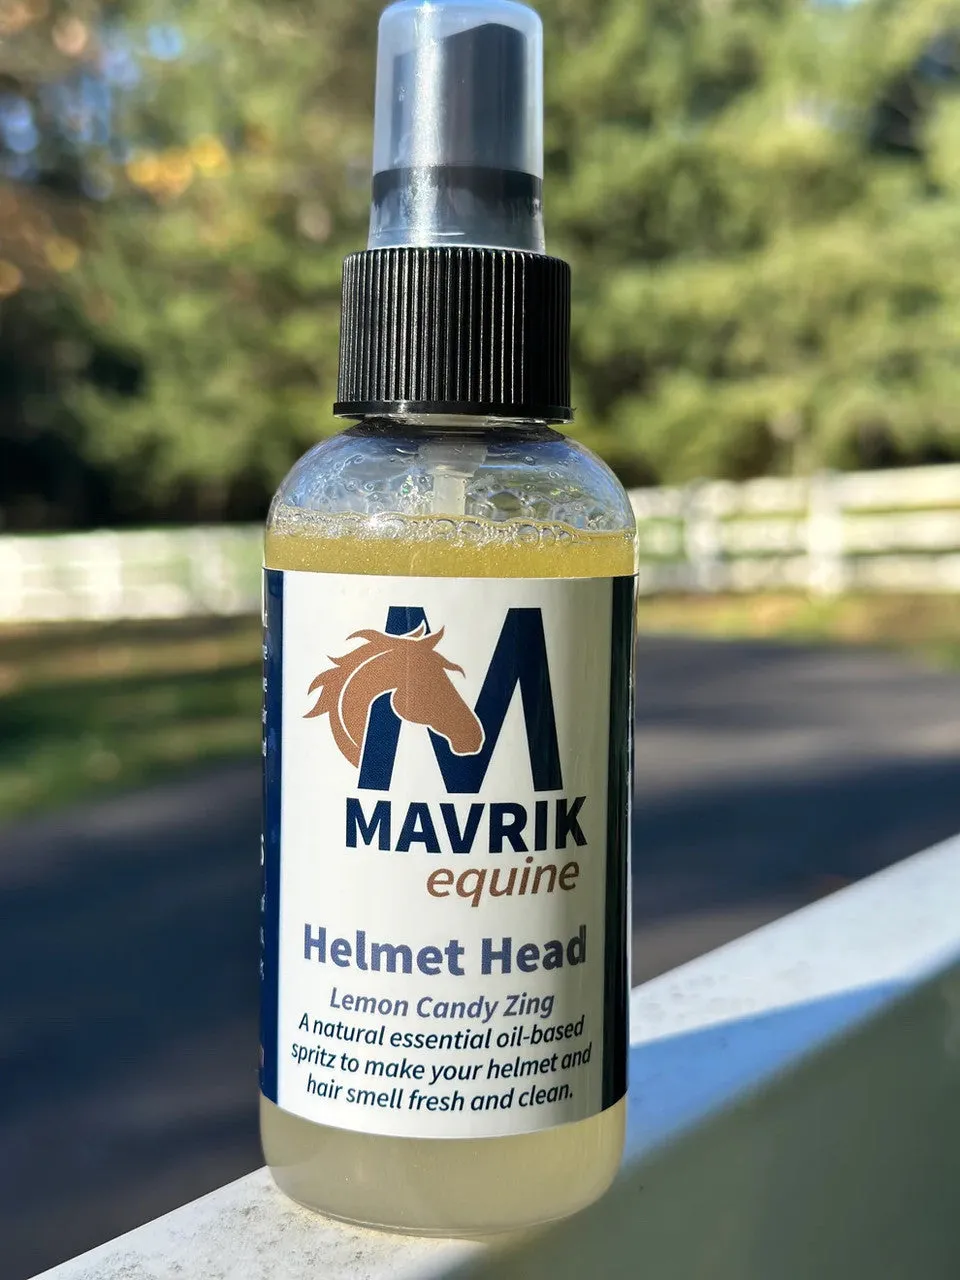 M
MAVRIK
equine
Helmet Head
Lemon Candy Zing
A natural essential oil-based
spritz to make your helmet and
hair smell fresh and clean.